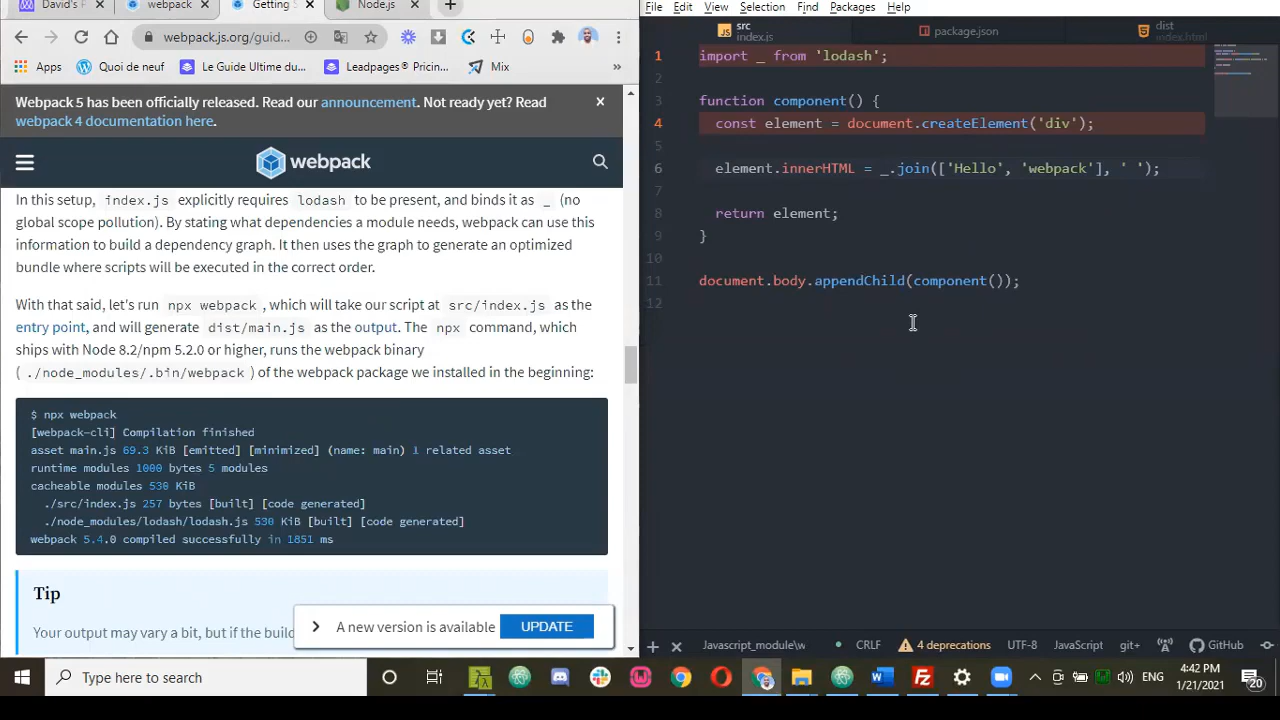 David's F
webpack
Getting S
Node.js
File Edit View Selection Find Packages Help
webpack.js.org/guid...
Apps
Le Guide Ultime du...
Leadpages® Pricin...
Mix
»
src
index.js
package.json
dist
index.html
Webpack 5 has been officially released. Read our announcement. Not ready yet? Read
webpack 4 documentation here.
webpack
In this setup, index.js explicitly requires lodash to be present, and binds it as _ (no
global scope pollution). By stating what dependencies a module needs, webpack can use this
information to build a dependency graph. It then uses the graph to generate an optimized
bundle where scripts will be executed in the correct order.
With that said, let's run npx webpack , which will take our script at src/index.js as the
entry point, and will generate dist/main.js as the output. The npx command, which
ships with Node 8.2/npm 5.2.0 or higher, runs the webpack binary
( ./node_modules/.bin/webpack ) of the webpack package we installed in the beginning:
$ npx webpack
[webpack-cli] Compilation finished
asset main.js 69.3 KiB [emitted] [minimized] (name: main) 1 related asset
runtime modules 1000 bytes 5 modules
cacheable modules 530 KiB
./src/index.js 257 bytes [built] [code generated]
./node_modules/lodash/lodash.js 530 KiB [built] [code generated]
webpack 5.4.0 compiled successfully in 1851 ms
Tip
Your output may vary a bit, but if the build
A new version is available
UPDATE
1 import _ from 'lodash';
2
3 function component() {
4 const element = document.createElement('div');
6 element.innerHTML = _.join(['Hello', 'webpack'], ' ');
8 return element;
9 }
10
11 document.body.appendChild(component());
12
Javascript_module\w
CRLF
4 deprecations
UTF-8
JavaScript
git+
GitHub
Type here to search
ENG
4:42 PM
1/21/2021
20